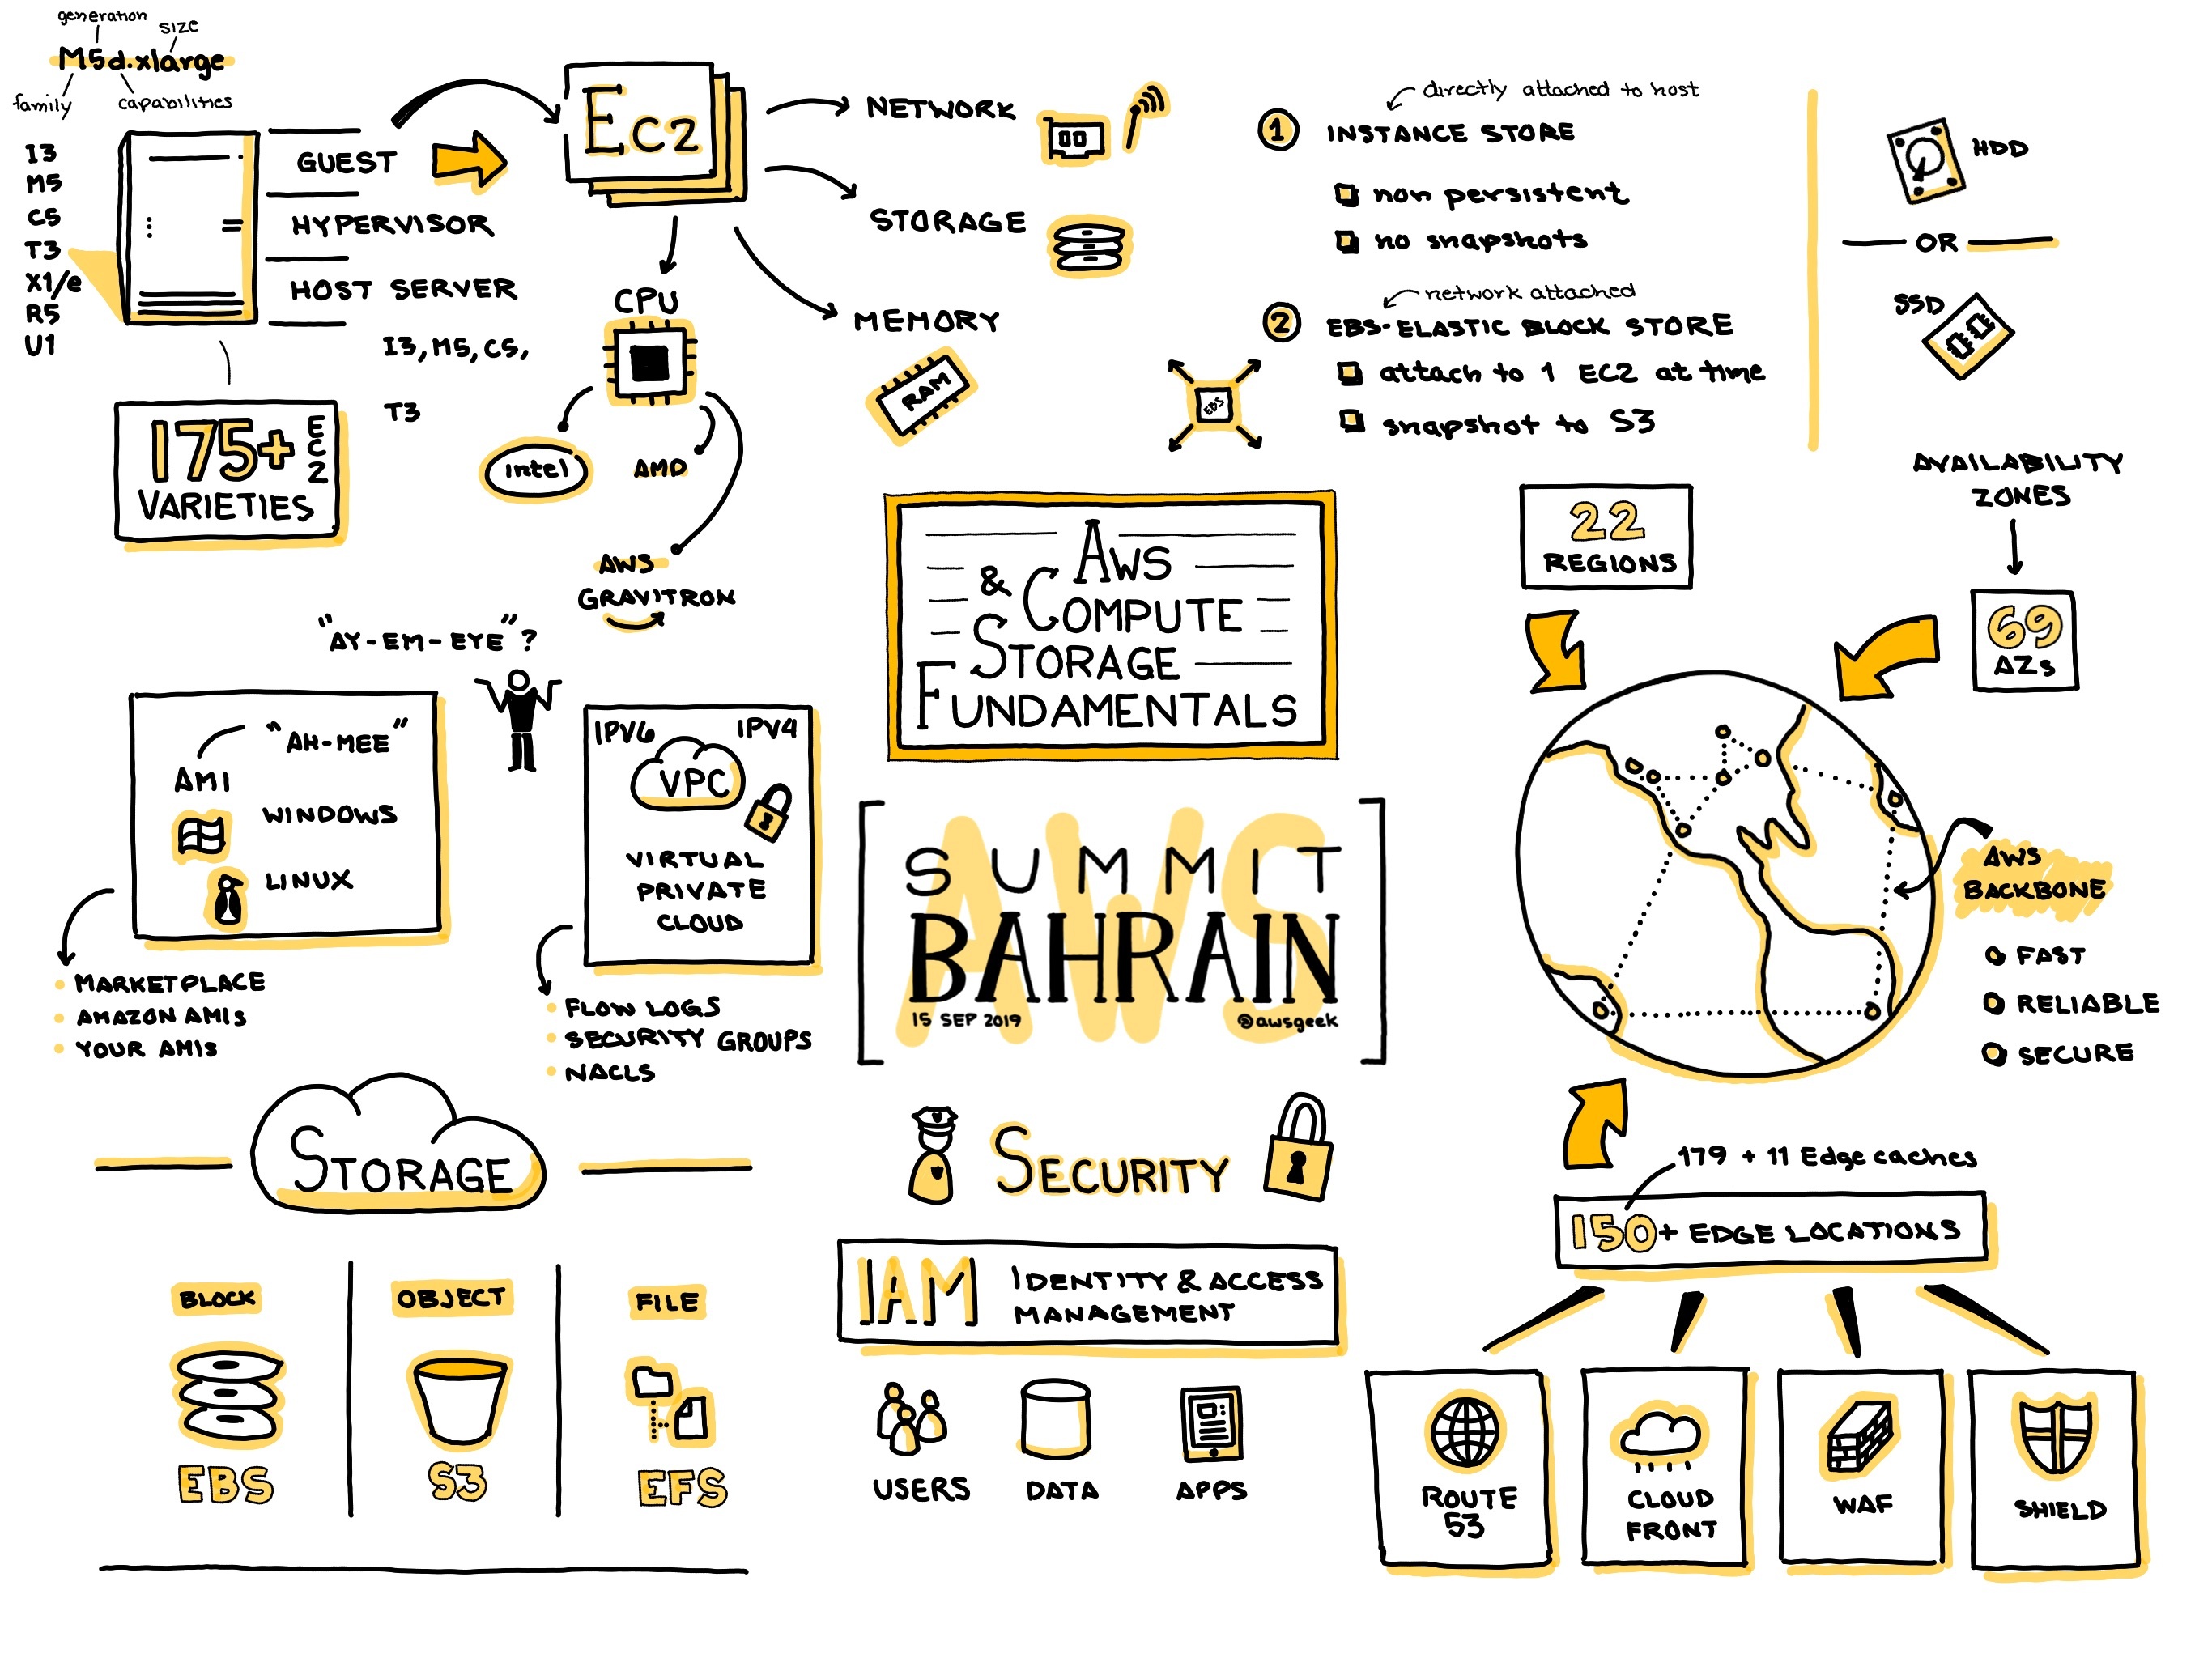 generation
size
M5d.xlarge
family
capabilities
I3
M5
C5
T3
X1/e
R5
U1
GUEST
HYPERVISOR
HOST SERVER
I3, M5, C5,
T3
175+ EC2
VARIETIES
EC2
NETWORK
STORAGE
MEMORY
RAM
CPU
Intel
AMD
AWS
GRAVITRON
directly attached to host
1 INSTANCE STORE
non persistent
no snapshots
network attached
2 EBS-ELASTIC BLOCK STORE
attach to 1 EC2 at time
snapshot to S3
EBS
HDD
OR
SSD
"AY-EM-EYE"?
"AH-MEE"
AMI
WINDOWS
LINUX
MARKETPLACE
AMAZON AMIs
YOUR AMIs
IPV6 IPV4
VPC
VIRTUAL
PRIVATE
CLOUD
FLOW LOGS
SECURITY GROUPS
NACLS
AWS
& COMPUTE
STORAGE
FUNDAMENTALS
AWS
SUMMIT
BAHRAIN
15 SEP 2019 @awsgeek
22
REGIONS
AVAILABILITY
ZONES
69
AZs
AWS
BACKBONE
FAST
RELIABLE
SECURE
179 + 11 Edge caches
150+ EDGE LOCATIONS
ROUTE
53
CLOUD
FRONT
WAF
SHIELD
STORAGE
BLOCK
EBS
OBJECT
S3
FILE
EFS
SECURITY
IAM IDENTITY & ACCESS
MANAGEMENT
USERS
DATA
APPS